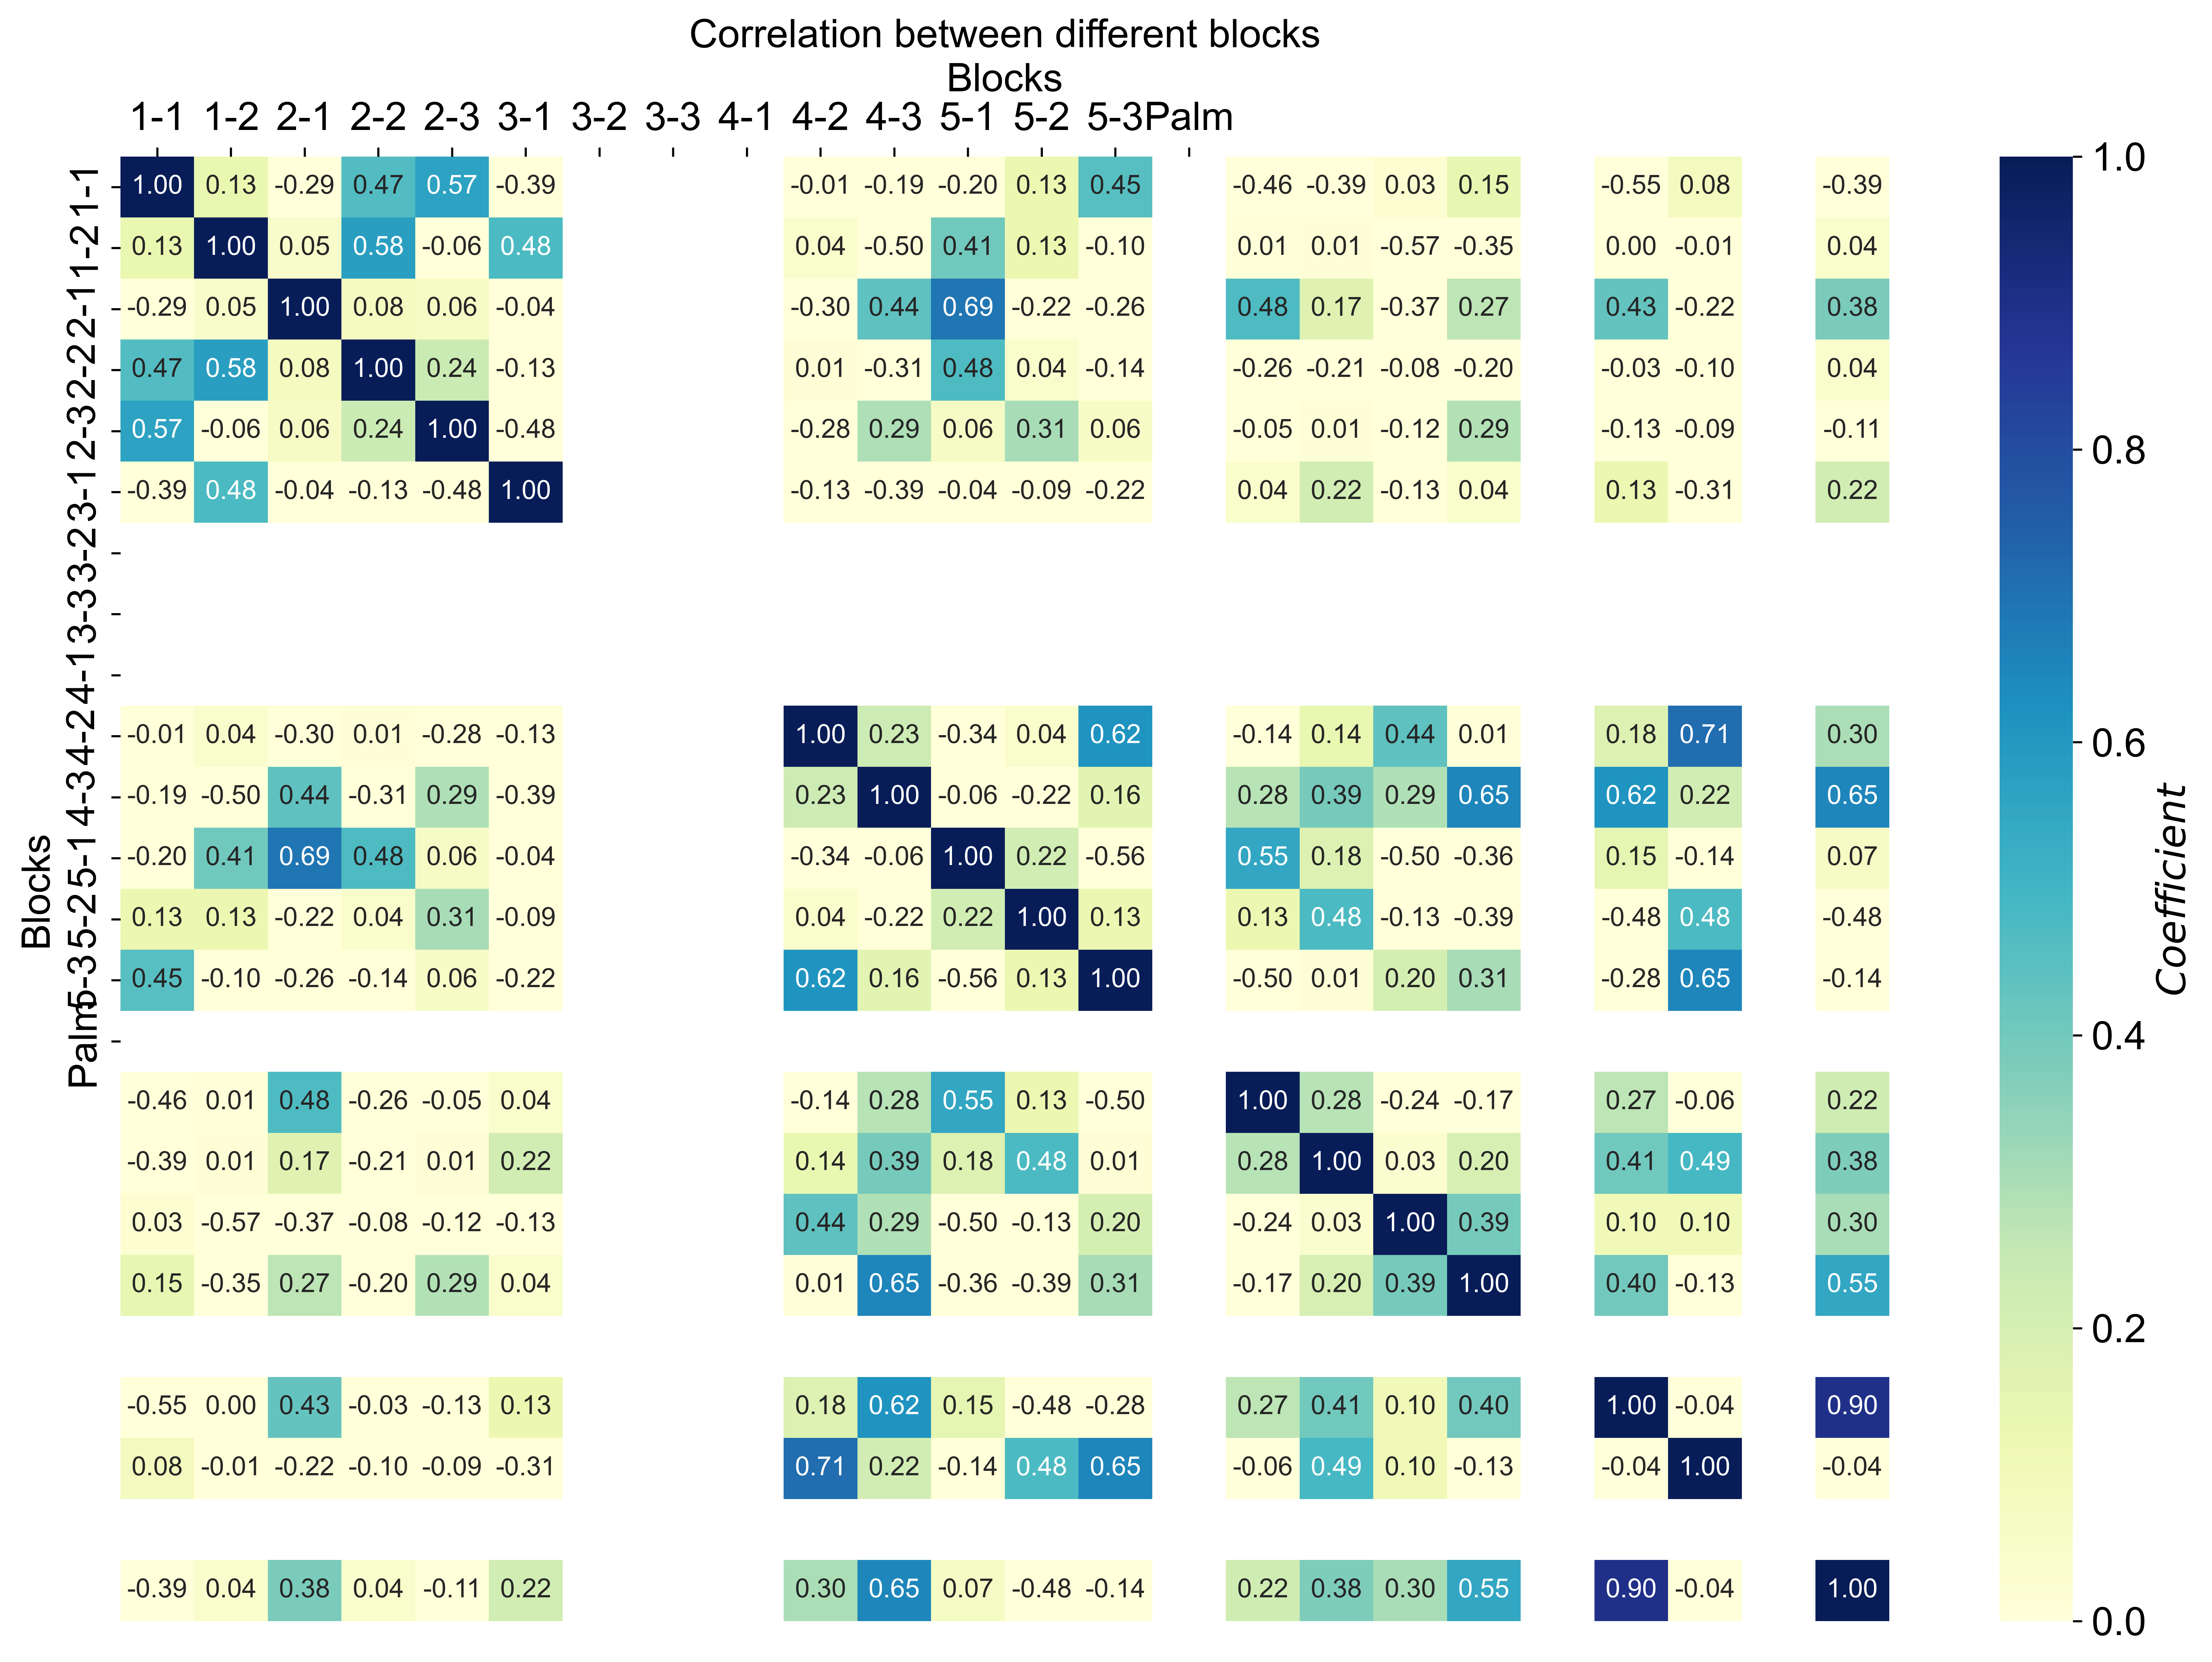 Correlation between different blocks
Blocks
1-1 1-2 2-1 2-2 2-3 3-1 3-2 3-3 4-1 4-2 4-3 5-1 5-2 5-3 Palm
1-1 1.00 0.13 -0.29 0.47 0.57 -0.39 -0.01 -0.19 -0.20 0.13 0.45 -0.46 -0.39 0.03 0.15 -0.55 0.08 -0.39
1-2 0.13 1.00 0.05 0.58 -0.06 0.48 0.04 -0.50 0.41 0.13 -0.10 0.01 0.01 -0.57 -0.35 0.00 -0.01 0.04
2-1 -0.29 0.05 1.00 0.08 0.06 -0.04 -0.30 0.44 0.69 -0.22 -0.26 0.48 0.17 -0.37 0.27 0.43 -0.22 0.38
2-2 0.47 0.58 0.08 1.00 0.24 -0.13 0.01 -0.31 0.48 0.04 -0.14 -0.26 -0.21 -0.08 -0.20 -0.03 -0.10 0.04
2-3 0.57 -0.06 0.06 0.24 1.00 -0.48 -0.28 0.29 0.06 0.31 0.06 -0.05 0.01 -0.12 0.29 -0.13 -0.09 -0.11
3-1 -0.39 0.48 -0.04 -0.13 -0.48 1.00 -0.13 -0.39 -0.04 -0.09 -0.22 0.04 0.22 -0.13 0.04 0.13 -0.31 0.22
3-2
3-3
4-1
4-2 -0.01 0.04 -0.30 0.01 -0.28 -0.13 1.00 0.23 -0.34 0.04 0.62 -0.14 0.14 0.44 0.01 0.18 0.71 0.30
4-3 -0.19 -0.50 0.44 -0.31 0.29 -0.39 0.23 1.00 -0.06 -0.22 0.16 0.28 0.39 0.29 0.65 0.62 0.22 0.65
5-1 -0.20 0.41 0.69 0.48 0.06 -0.04 -0.34 -0.06 1.00 0.22 -0.56 0.55 0.18 -0.50 -0.36 0.15 -0.14 0.07
5-2 0.13 0.13 -0.22 0.04 0.31 -0.09 0.04 -0.22 0.22 1.00 0.13 0.13 0.48 -0.13 -0.39 -0.48 0.48 -0.48
5-3 0.45 -0.10 -0.26 -0.14 0.06 -0.22 0.62 0.16 -0.56 0.13 1.00 -0.50 0.01 0.20 0.31 -0.28 0.65 -0.14
Palm
-0.46 0.01 0.48 -0.26 -0.05 0.04 -0.14 0.28 0.55 0.13 -0.50 1.00 0.28 -0.24 -0.17 0.27 -0.06 0.22
-0.39 0.01 0.17 -0.21 0.01 0.22 0.14 0.39 0.18 0.48 0.01 0.28 1.00 0.03 0.20 0.41 0.49 0.38
0.03 -0.57 -0.37 -0.08 -0.12 -0.13 0.44 0.29 -0.50 -0.13 0.20 -0.24 0.03 1.00 0.39 0.10 0.10 0.30
0.15 -0.35 0.27 -0.20 0.29 0.04 0.01 0.65 -0.36 -0.39 0.31 -0.17 0.20 0.39 1.00 0.40 -0.13 0.55
-0.55 0.00 0.43 -0.03 -0.13 0.13 0.18 0.62 0.15 -0.48 -0.28 0.27 0.41 0.10 0.40 1.00 -0.04 0.90
0.08 -0.01 -0.22 -0.10 -0.09 -0.31 0.71 0.22 -0.14 0.48 0.65 -0.06 0.49 0.10 -0.13 -0.04 1.00 -0.04
-0.39 0.04 0.38 0.04 -0.11 0.22 0.30 0.65 0.07 -0.48 -0.14 0.22 0.38 0.30 0.55 0.90 -0.04 1.00
Blocks
1.0
0.8
0.6
0.4
0.2
0.0
Coefficient